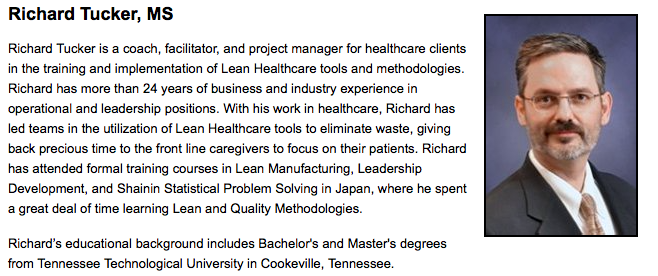 Richard Tucker, MS
Richard Tucker is a coach, facilitator, and project manager for healthcare clients
in the training and implementation of Lean Healthcare tools and methodologies.
Richard has more than 24 years of business and industry experience in
operational and leadership positions. With his work in healthcare, Richard has
led teams in the utilization of Lean Healthcare tools to eliminate waste, giving
back precious time to the front line caregivers to focus on their patients. Richard
has attended formal training courses in Lean Manufacturing, Leadership
Development, and Shainin Statistical Problem Solving in Japan, where he spent
a great deal of time learning Lean and Quality Methodologies.
Richard’s educational background includes Bachelor's and Master's degrees
from Tennessee Technological University in Cookeville, Tennessee.